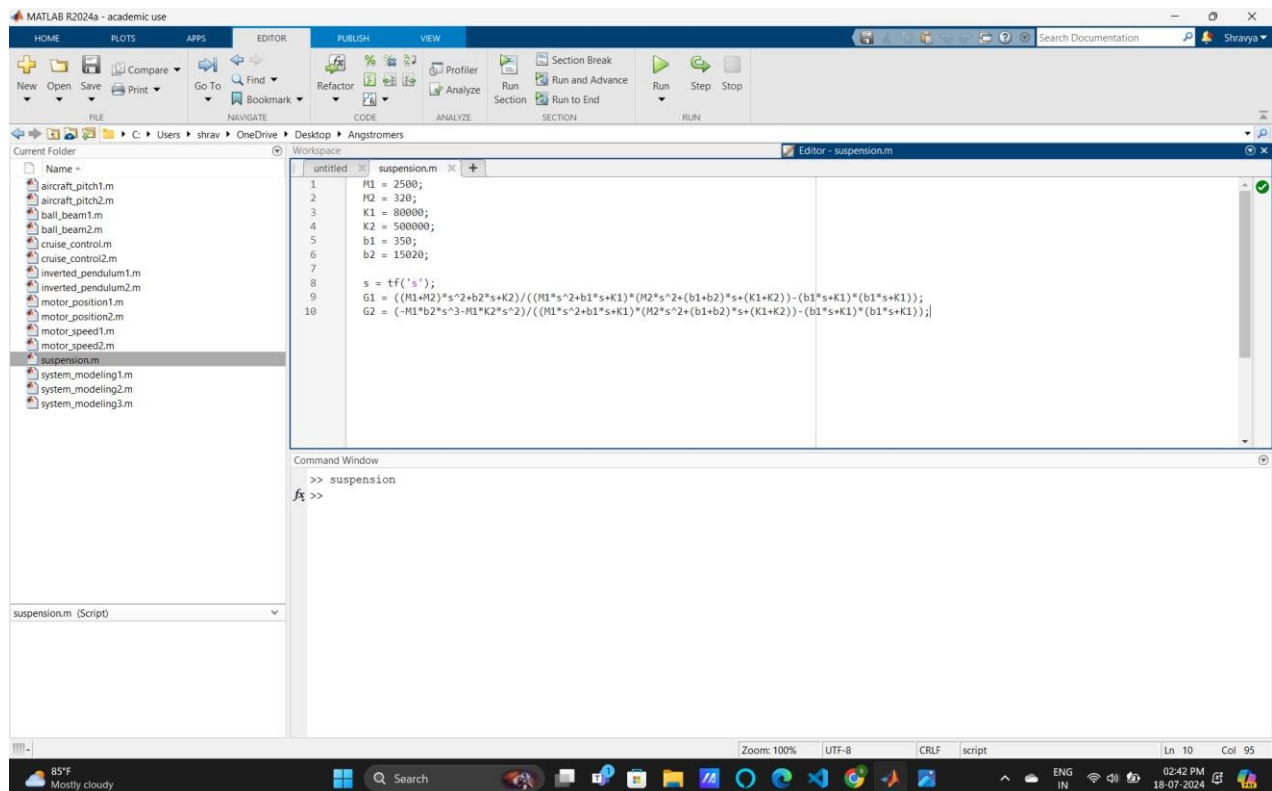 MATLAB R2024a - academic use
HOME PLOTS APPS EDITOR PUBLISH VIEW Search Documentation Shravya
New Open Save Compare Print Go To Find Bookmark Refactor Profiler Analyze Run Section Section Break Run and Advance Run to End Run Step Stop
FILE NAVIGATE CODE ANALYZE SECTION RUN
C: Users shrav OneDrive Desktop Angstromers
Current Folder
Name
aircraft_pitch1.m
aircraft_pitch2.m
ball_beam1.m
ball_beam2.m
cruise_control.m
cruise_control2.m
inverted_pendulum1.m
inverted_pendulum2.m
motor_position1.m
motor_position2.m
motor_speed1.m
motor_speed2.m
suspension.m
system_modeling1.m
system_modeling2.m
system_modeling3.m
suspension.m (Script)
Workspace Editor - suspension.m
untitled suspension.m
1 M1 = 2500;
2 M2 = 320;
3 K1 = 80000;
4 K2 = 500000;
5 b1 = 350;
6 b2 = 15020;
7
8 s = tf('s');
9 G1 = ((M1+M2)*s^2+b2*s+K2)/((M1*s^2+b1*s+K1)*(M2*s^2+(b1+b2)*s+(K1+K2))-(b1*s+K1)*(b1*s+K1));
10 G2 = (-M1*b2*s^3-M1*K2*s^2)/((M1*s^2+b1*s+K1)*(M2*s^2+(b1+b2)*s+(K1+K2))-(b1*s+K1)*(b1*s+K1));
Command Window
>> suspension
fx >>
Zoom: 100% UTF-8 CRLF script Ln 10 Col 95
85°F
Mostly cloudy
Search
ENG
IN
02:42 PM
18-07-2024